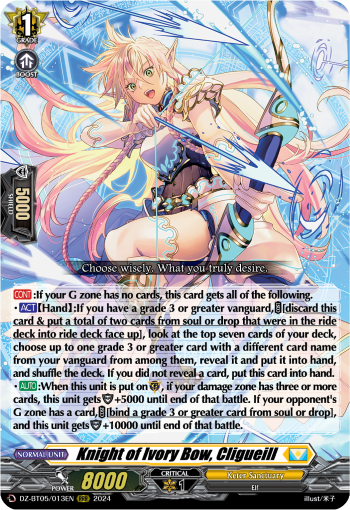 1
GRADE
BOOST
5000
SHIELD
Choose wisely. What you truly desire.
CONT:If your G zone has no cards, this card gets all of the following.
・ACT[Hand]:If you have a grade 3 or greater vanguard, [discard this
card & put a total of two cards from soul or drop that were in the ride
deck into ride deck face up], look at the top seven cards of your deck,
choose up to one grade 3 or greater card with a different card name
from your vanguard from among them, reveal it and put it into hand,
and shuffle the deck. If you did not reveal a card, put this card into hand.
・AUTO:When this unit is put on , if your damage zone has three or more
cards, this unit gets +5000 until end of that battle. If your opponent's
G zone has a card, [bind a grade 3 or greater card from soul or drop],
and this unit gets +10000 until end of that battle.
NORMAL UNIT
Knight of Ivory Bow, Cligueill
POWER 8000
CRITICAL
1
Keter Sanctuary
Elf
DZ-BT05/013EN RRR 2024
illust/米子